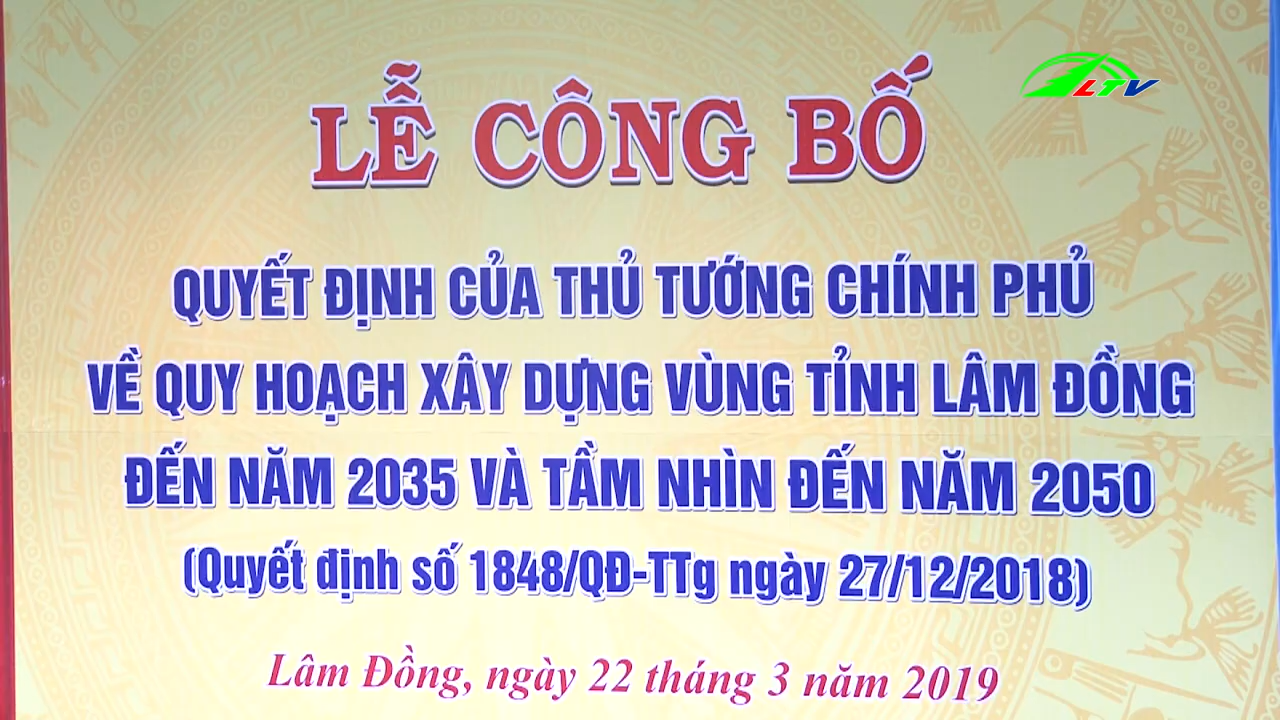 LTV
LỄ CÔNG BỐ
QUYẾT ĐỊNH CỦA THỦ TƯỚNG CHÍNH PHỦ
VỀ QUY HOẠCH XÂY DỰNG VÙNG TỈNH LÂM ĐỒNG
ĐẾN NĂM 2035 VÀ TẦM NHÌN ĐẾN NĂM 2050
(Quyết định số 1848/QĐ-TTg ngày 27/12/2018)
Lâm Đồng, ngày 22 tháng 3 năm 2019